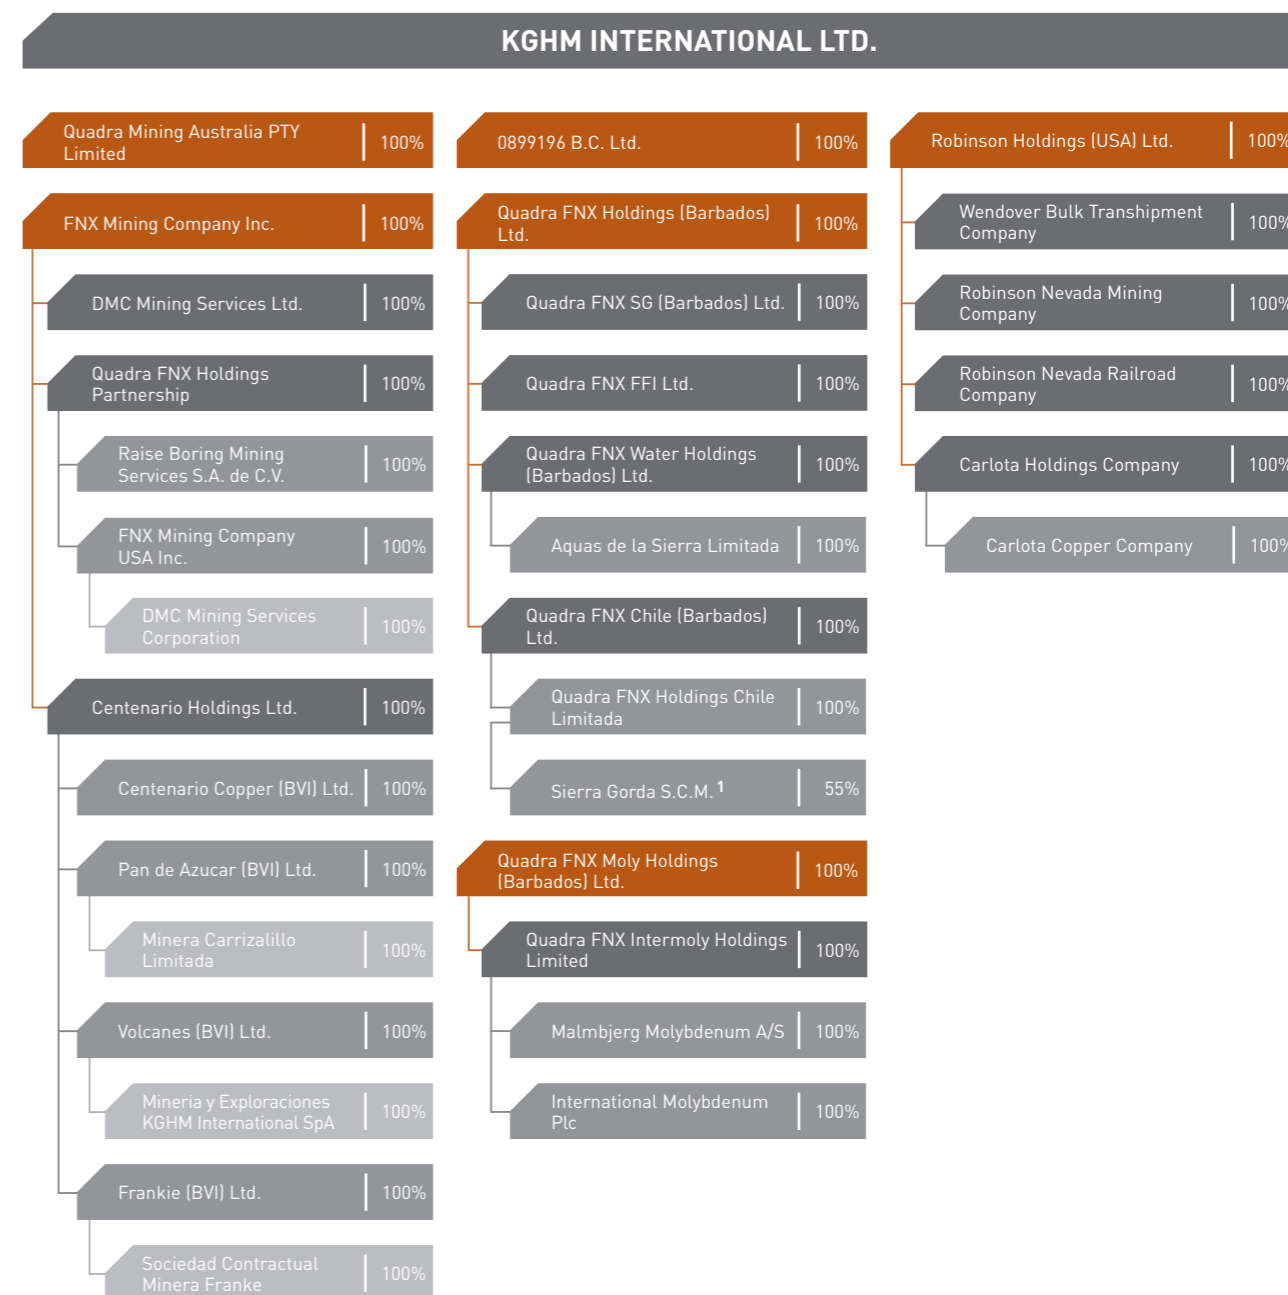 KGHM INTERNATIONAL LTD.
Quadra Mining Australia PTY
Limited
100%
FNX Mining Company Inc.
100%
DMC Mining Services Ltd.
100%
Quadra FNX Holdings
Partnership
100%
Raise Boring Mining
Services S.A. de C.V.
100%
FNX Mining Company
USA Inc.
100%
DMC Mining Services
Corporation
100%
Centenario Holdings Ltd.
100%
Centenario Copper (BVI) Ltd.
100%
Pan de Azucar (BVI) Ltd.
100%
Minera Carrizalillo
Limitada
100%
Volcanes (BVI) Ltd.
100%
Mineria y Exploraciones
KGHM International SpA
100%
Frankie (BVI) Ltd.
100%
Sociedad Contractual
Minera Franke
100%
0899196 B.C. Ltd.
100%
Quadra FNX Holdings (Barbados)
Ltd.
100%
Quadra FNX SG (Barbados) Ltd.
100%
Quadra FNX FFI Ltd.
100%
Quadra FNX Water Holdings
(Barbados) Ltd.
100%
Aquas de la Sierra Limitada
100%
Quadra FNX Chile (Barbados)
Ltd.
100%
Quadra FNX Holdings Chile
Limitada
100%
Sierra Gorda S.C.M.1
55%
Quadra FNX Moly Holdings
(Barbados) Ltd.
100%
Quadra FNX Intermoly Holdings
Limited
100%
Malmbjerg Molybdenum A/S
100%
International Molybdenum
Plc
100%
Robinson Holdings (USA) Ltd.
100%
Wendover Bulk Transhipment
Company
100%
Robinson Nevada Mining
Company
100%
Robinson Nevada Railroad
Company
100%
Carlota Holdings Company
100%
Carlota Copper Company
100%